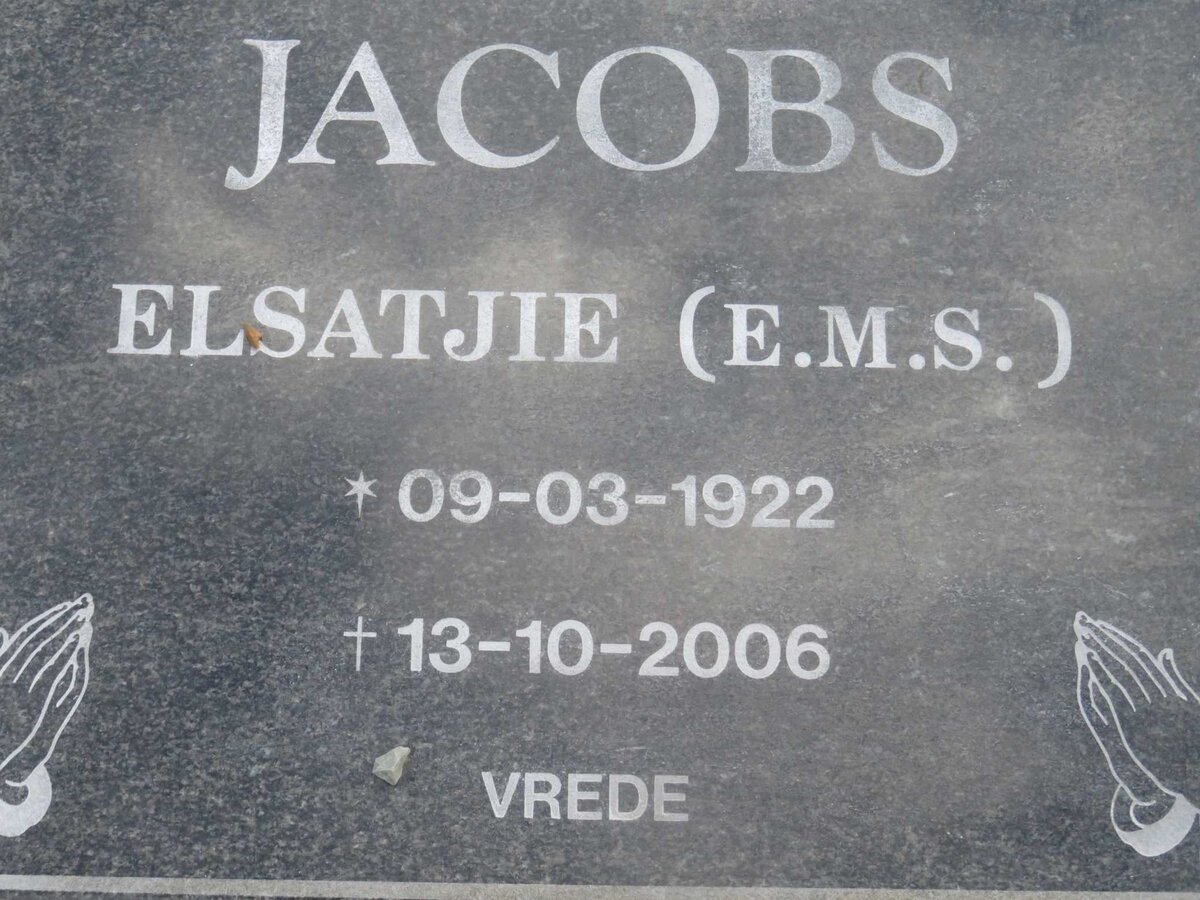 JACOBS
ELSATJIE (E.M.S.)
* 09-03-1922
† 13-10-2006
VREDE